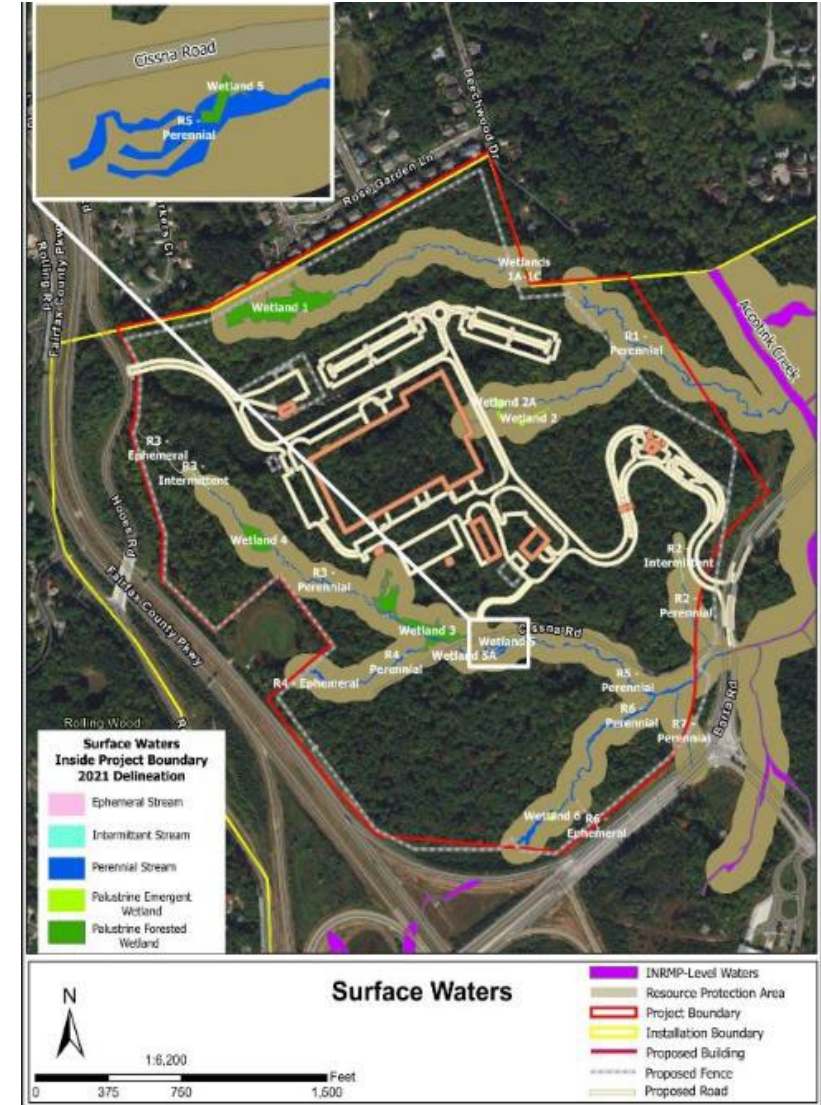 Cissna Road
Wetland 5
R5 -
Perennial
Beechwood Dr
Rose Garden Ln
Rolling Rd
Fairfax County Pkwy
Wetlands
1A-1C
Wetland 1
Accotink Creek
R1 -
Perennial
Wetland 2A
Wetland 2
R3 -
Ephemeral
R3 -
Intermittent
Hooes Rd
Wetland 4
R2
Intermittent
R3 -
Perennial
R2 -
Perennial
Fairfax County Pkwy
Wetland 3
Cissna Rd
Wetland 5
Wetland 5A
R4
Perennial
R4 - Ephemeral
R5 -
Perennial
R6
Perennial
R7 -
Perennial
Barta Rd
Rolling Wood
Wetland 6
R6 -
Ephemeral
Surface Waters
Inside Project Boundary
2021 Delineation
Ephemeral Stream
Intermittent Stream
Perennial Stream
Palustrine Emergent
Wetland
Palustrine Forested
Wetland
N
1:6,200
Feet
0 375 750 1,500
Surface Waters
INRMP-Level Waters
Resource Protection Area
Project Boundary
Installation Boundary
Proposed Building
Proposed Fence
Proposed Road